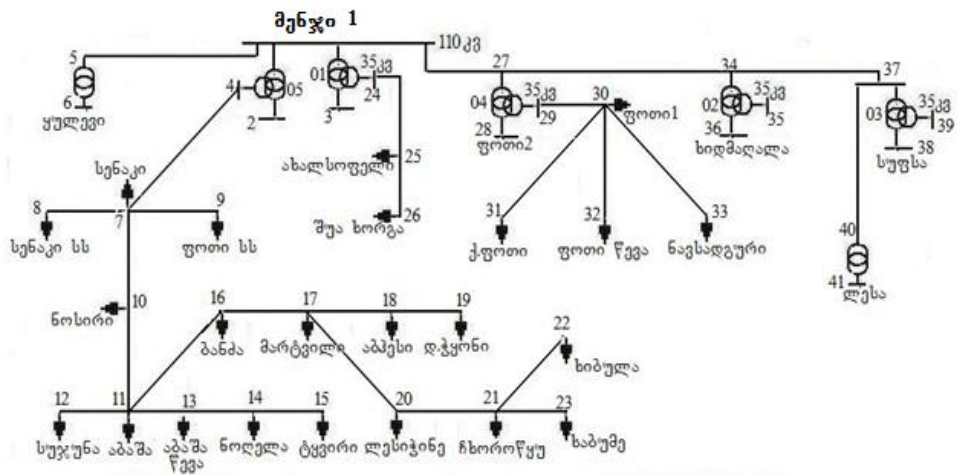 მენჯი 1
110კვ
5
4
05
01
35კვ
24
27
34
37
6
ყულევი
2
3
04
35კვ
29
30
ფოთი1
02
35კვ
35
03
35კვ
39
28
ფოთი2
36
ხიდმაღალა
38
სუფსა
სენაკი
ახალსოფელი
25
8
7
9
შუა ხორგა
26
31
32
33
40
სენაკი სს
ფოთი სს
ქ.ფოთი
ფოთი წევა
ნავსადგური
41
ლესა
10
ნოსირი
16
17
18
19
ბანძა
მარტვილი
აბჰესი
დ.ჭყონი
22
ხიბულა
12
11
13
14
15
20
21
23
სუჯუნა
აბაშა
აბაშა
წევა
ნოღელა
ტყვირი
ლესიჭინე
ჩხოროწყუ
ხაბუმე